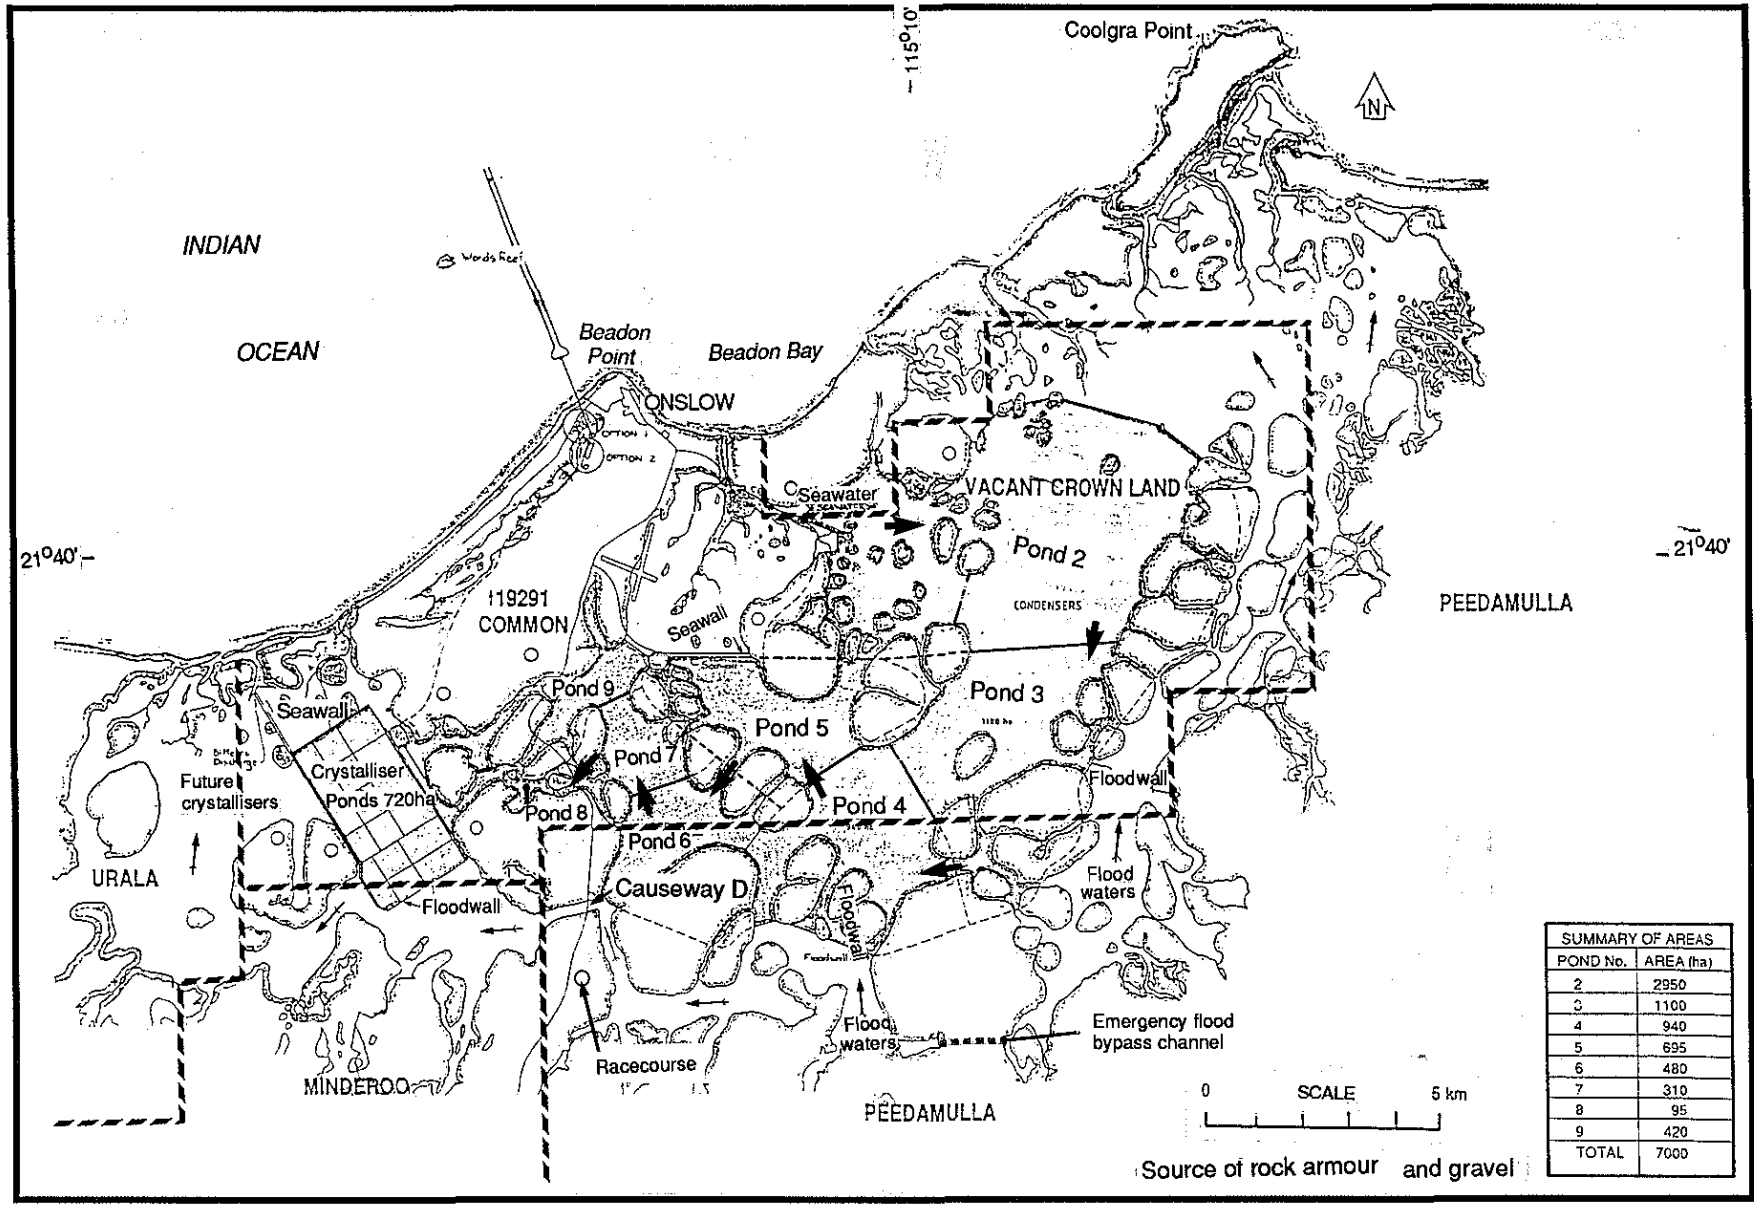 Coolgra Point
115°10'
N
INDIAN
OCEAN
Wards Reef
Beadon
Point
Beadon Bay
ONSLOW
OPTION 1
OPTION 2
VACANT CROWN LAND
Seawater
21°40'
21°40'
Pond 2
CONDENSERS
119291
COMMON
Seawall
PEEDAMULLA
Pond 9
Pond 3
1100 ha
Seawall
Pond 5
Pond 7
Future
crystallisers
Crystalliser
Ponds 720ha
Floodwall
Pond 8
Pond 4
Pond 6
URALA
Causeway D
Flood
waters
Floodwall
Floodwall
Floodwall
Flood
waters
Emergency flood
bypass channel
Racecourse
MINDEROO
PEEDAMULLA
0 SCALE 5 km
Source of rock armour and gravel
SUMMARY OF AREAS
POND No. AREA (ha)
2 2950
3 1100
4 940
5 695
6 480
7 310
8 95
9 420
TOTAL 7000